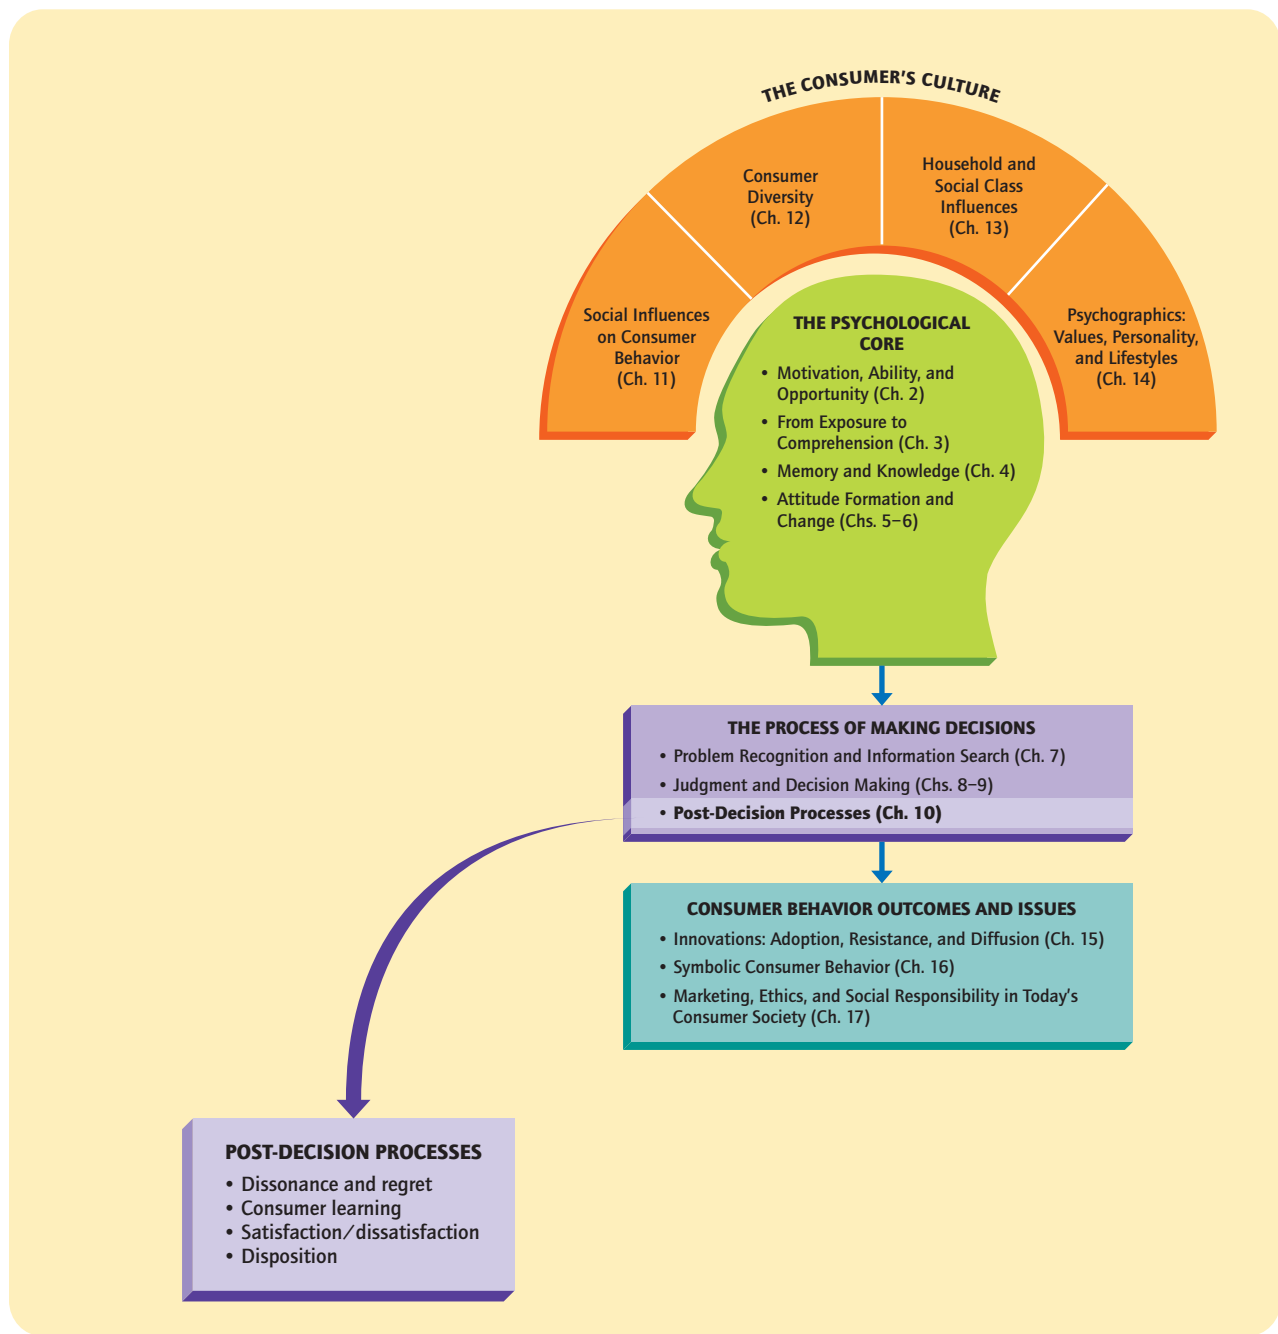 THE CONSUMER'S CULTURE
Social Influences
on Consumer
Behavior
(Ch. 11)
Consumer
Diversity
(Ch. 12)
Household and
Social Class
Influences
(Ch. 13)
Psychographics:
Values, Personality,
and Lifestyles
(Ch. 14)
THE PSYCHOLOGICAL
CORE
• Motivation, Ability, and
Opportunity (Ch. 2)
• From Exposure to
Comprehension (Ch. 3)
• Memory and Knowledge (Ch. 4)
• Attitude Formation and
Change (Chs. 5–6)
THE PROCESS OF MAKING DECISIONS
• Problem Recognition and Information Search (Ch. 7)
• Judgment and Decision Making (Chs. 8–9)
• Post-Decision Processes (Ch. 10)
CONSUMER BEHAVIOR OUTCOMES AND ISSUES
• Innovations: Adoption, Resistance, and Diffusion (Ch. 15)
• Symbolic Consumer Behavior (Ch. 16)
• Marketing, Ethics, and Social Responsibility in Today's
Consumer Society (Ch. 17)
POST-DECISION PROCESSES
• Dissonance and regret
• Consumer learning
• Satisfaction/dissatisfaction
• Disposition